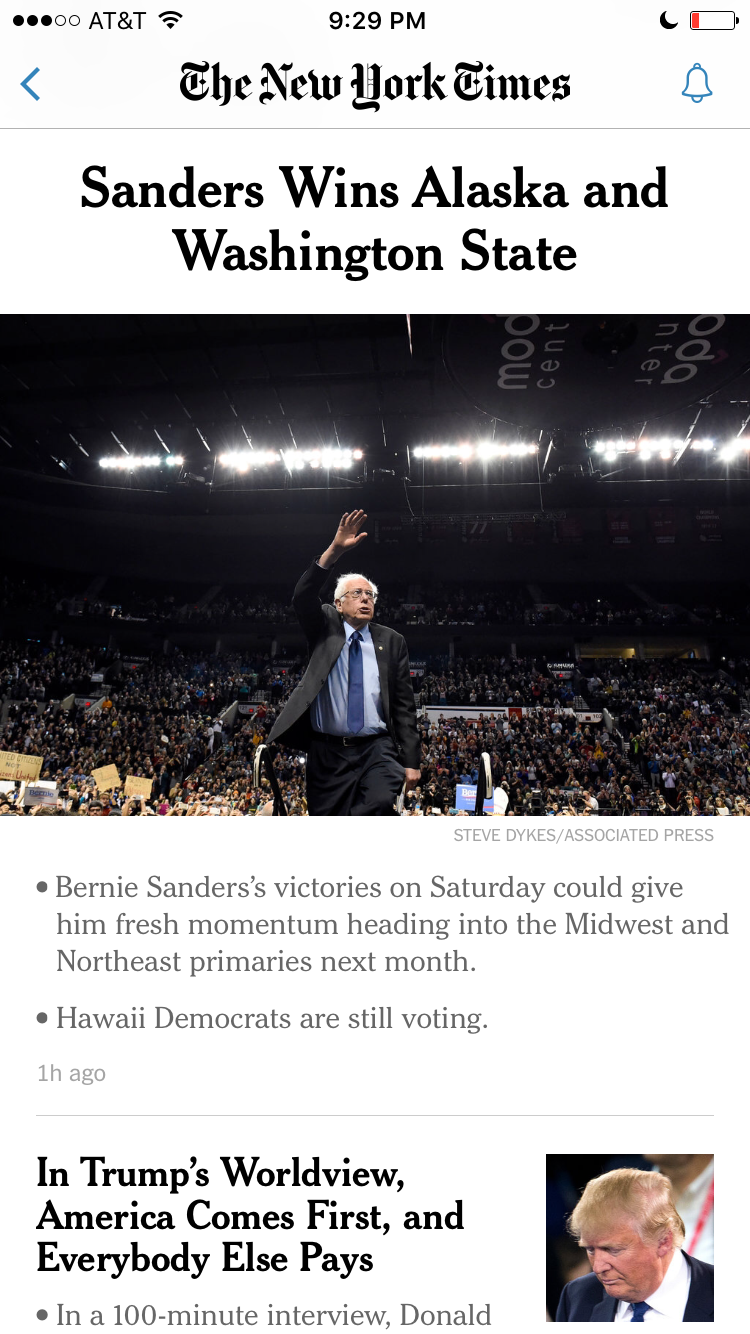 AT&T 9:29 PM
The New York Times
Sanders Wins Alaska and
Washington State
moda
center
Bernie
STEVE DYKES/ASSOCIATED PRESS
• Bernie Sanders’s victories on Saturday could give
him fresh momentum heading into the Midwest and
Northeast primaries next month.
• Hawaii Democrats are still voting.
1h ago
In Trump’s Worldview,
America Comes First, and
Everybody Else Pays
• In a 100-minute interview, Donald